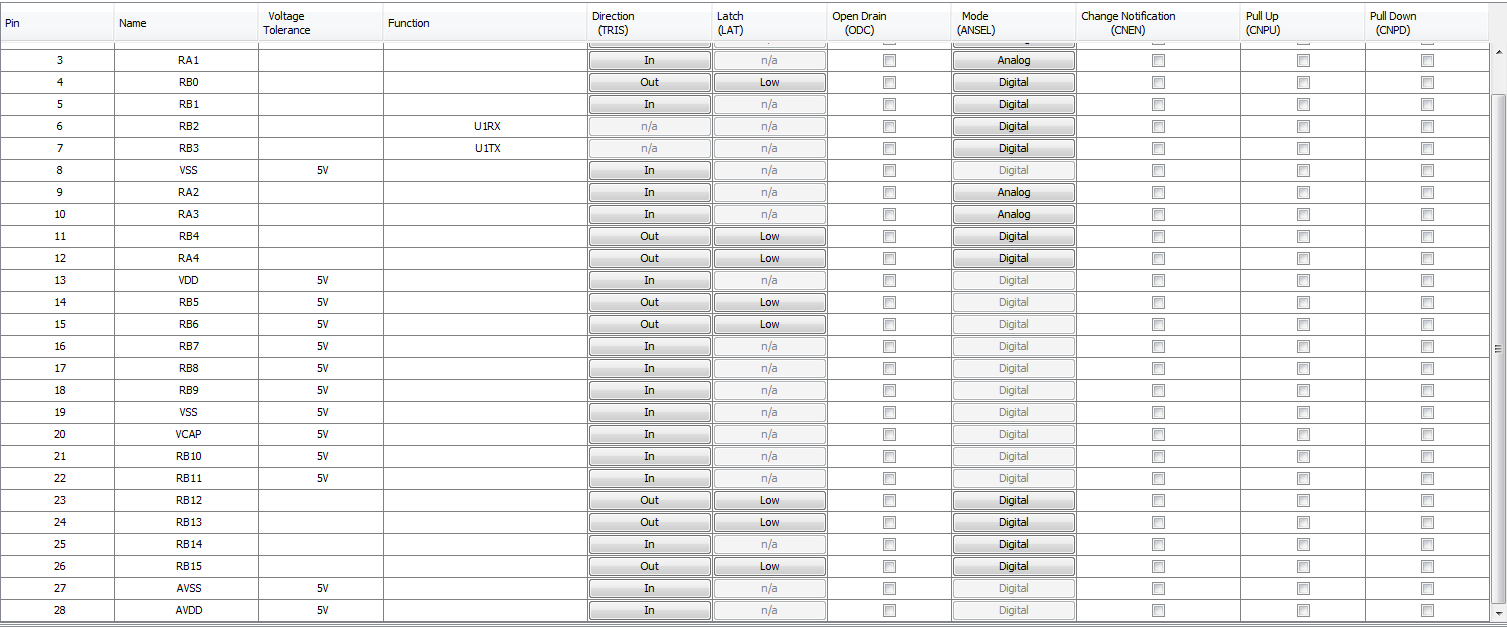 Pin Name Voltage Tolerance Function Direction (TRIS) Latch (LAT) Open Drain (ODC) Mode (ANSEL) Change Notification (CNEN) Pull Up (CNPU) Pull Down (CNPD)
3 RA1 In n/a Analog
4 RB0 Out Low Digital
5 RB1 In n/a Digital
6 RB2 U1RX n/a n/a Digital
7 RB3 U1TX n/a n/a Digital
8 VSS 5V In n/a Digital
9 RA2 In n/a Analog
10 RA3 In n/a Analog
11 RB4 Out Low Digital
12 RA4 Out Low Digital
13 VDD 5V In n/a Digital
14 RB5 5V Out Low Digital
15 RB6 5V Out Low Digital
16 RB7 5V In n/a Digital
17 RB8 5V In n/a Digital
18 RB9 5V In n/a Digital
19 VSS 5V In n/a Digital
20 VCAP 5V In n/a Digital
21 RB10 5V In n/a Digital
22 RB11 5V In n/a Digital
23 RB12 Out Low Digital
24 RB13 Out Low Digital
25 RB14 In n/a Digital
26 RB15 Out Low Digital
27 AVSS 5V In n/a Digital
28 AVDD 5V In n/a Digital